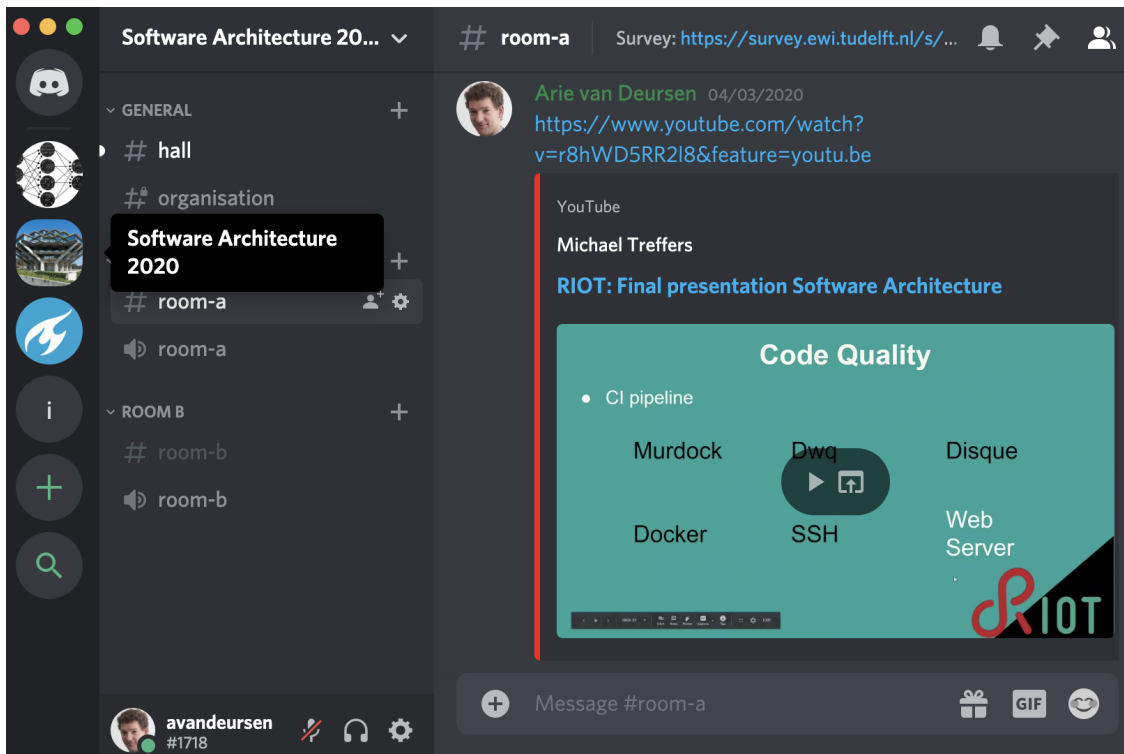 Software Architecture 20...
GENERAL
# hall
# organisation
Software Architecture
2020
# room-a
room-a
ROOM B
# room-b
room-b
i
avandeursen
#1718
# room-a
Survey: https://survey.ewi.tudelft.nl/s/...
Arie van Deursen 04/03/2020
https://www.youtube.com/watch?
v=r8hWD5RR2l8&feature=youtu.be
YouTube
Michael Treffers
RIOT: Final presentation Software Architecture
Code Quality
• CI pipeline
Murdock Dwq Disque
Docker SSH Web
Server
RIOT
Message #room-a
GIF